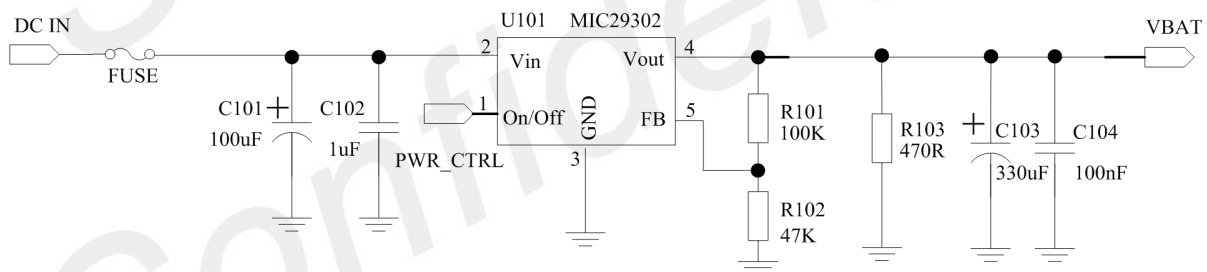 DC IN
FUSE
C101
100uF
C102
1uF
PWR_CTRL
U101 MIC29302
2
Vin
Vout
4
1
On/Off
GND
FB
5
3
R101
100K
R102
47K
R103
470R
C103
330uF
C104
100nF
VBAT
Confiden